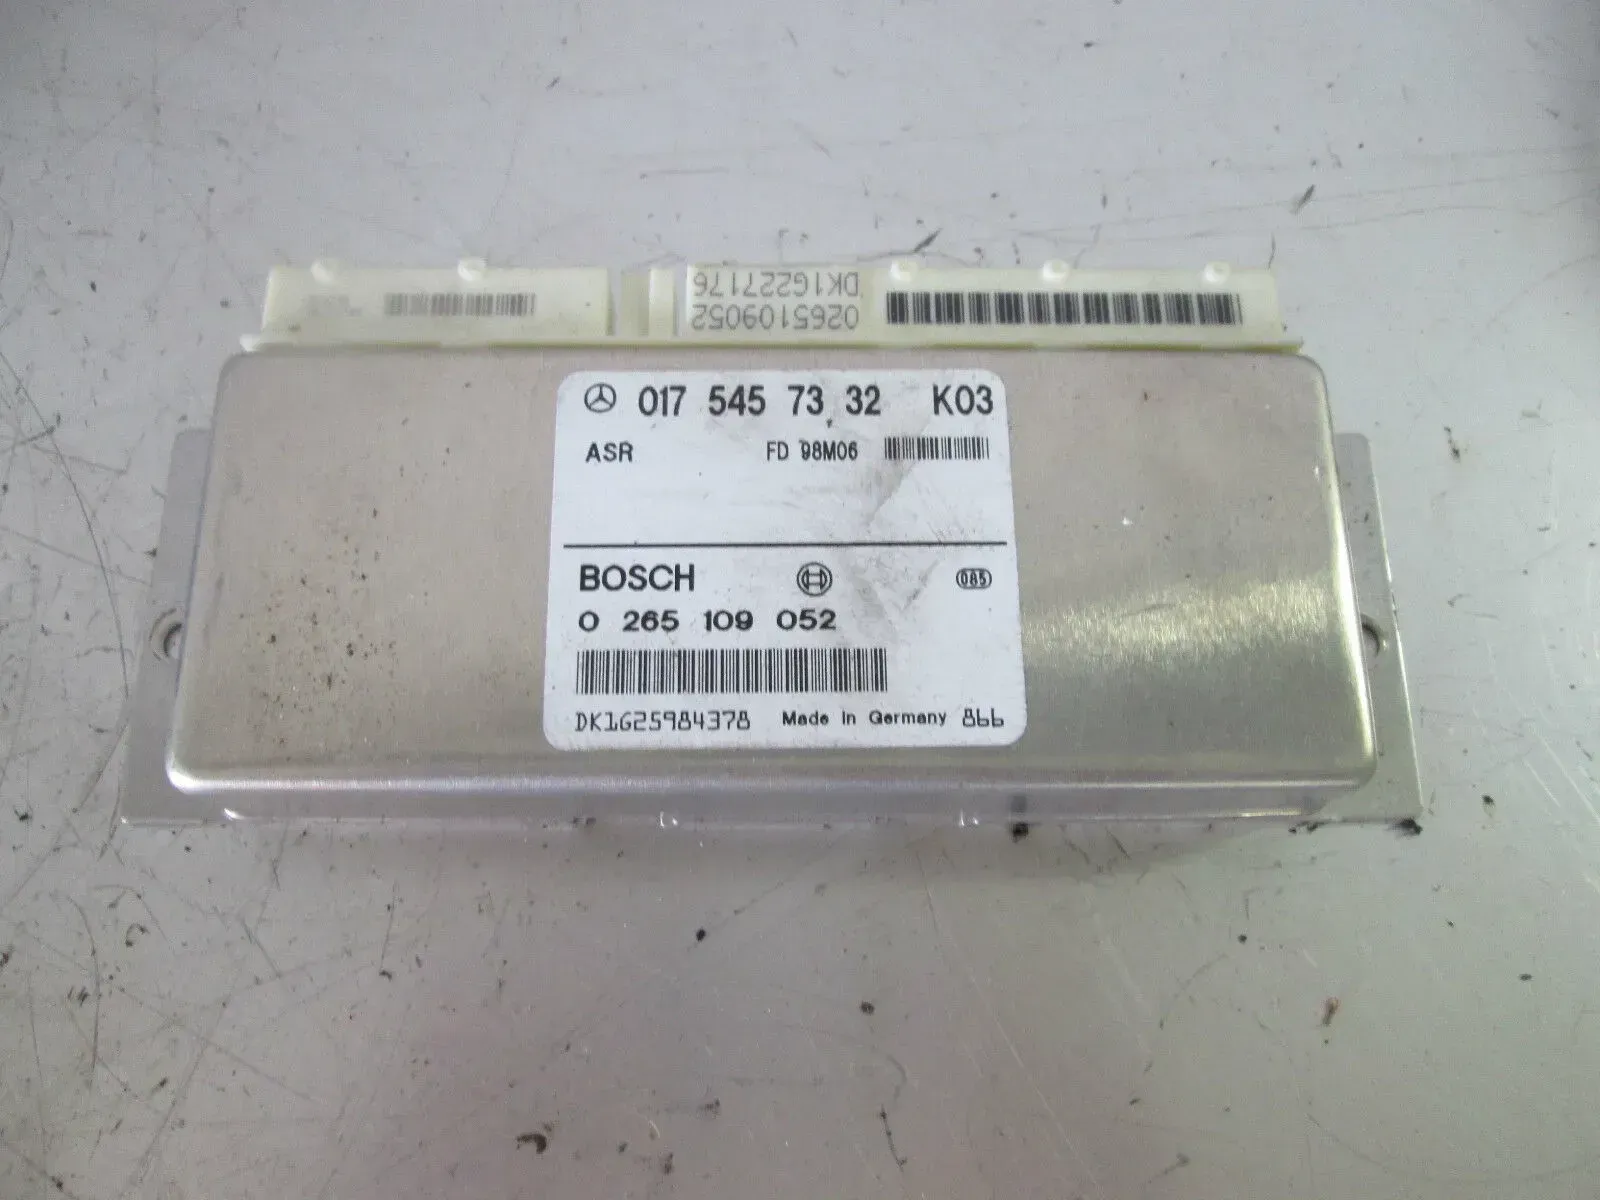 DK1G227176
0265109052
017 545 73 32 K03
ASR FD 98M06
BOSCH 085
0 265 109 052
DK1G25984378 Made in Germany 866